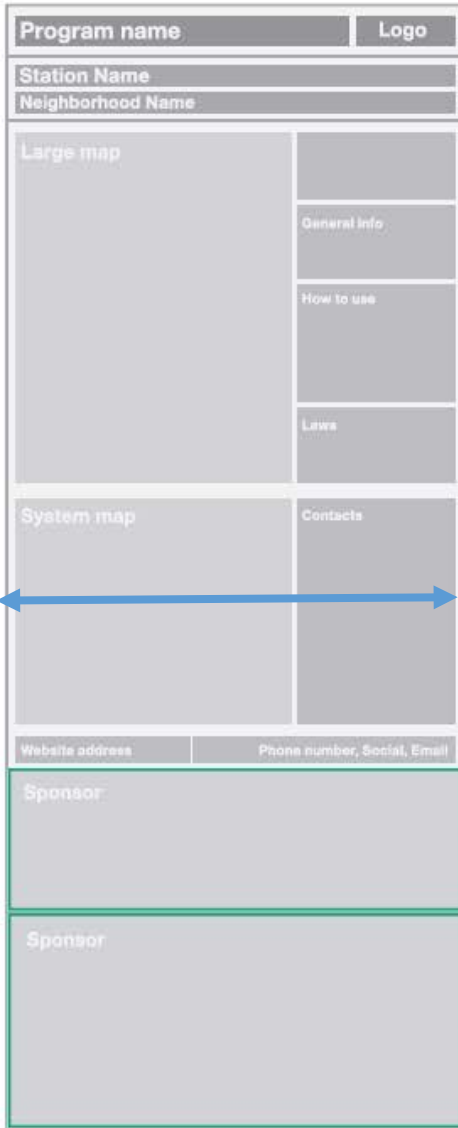 Program name
Logo
Station Name
Neighborhood Name
Large map
General info
How to use
Laws
System map
Contacts
Website address
Phone number, Social, Email
Sponsor
Sponsor